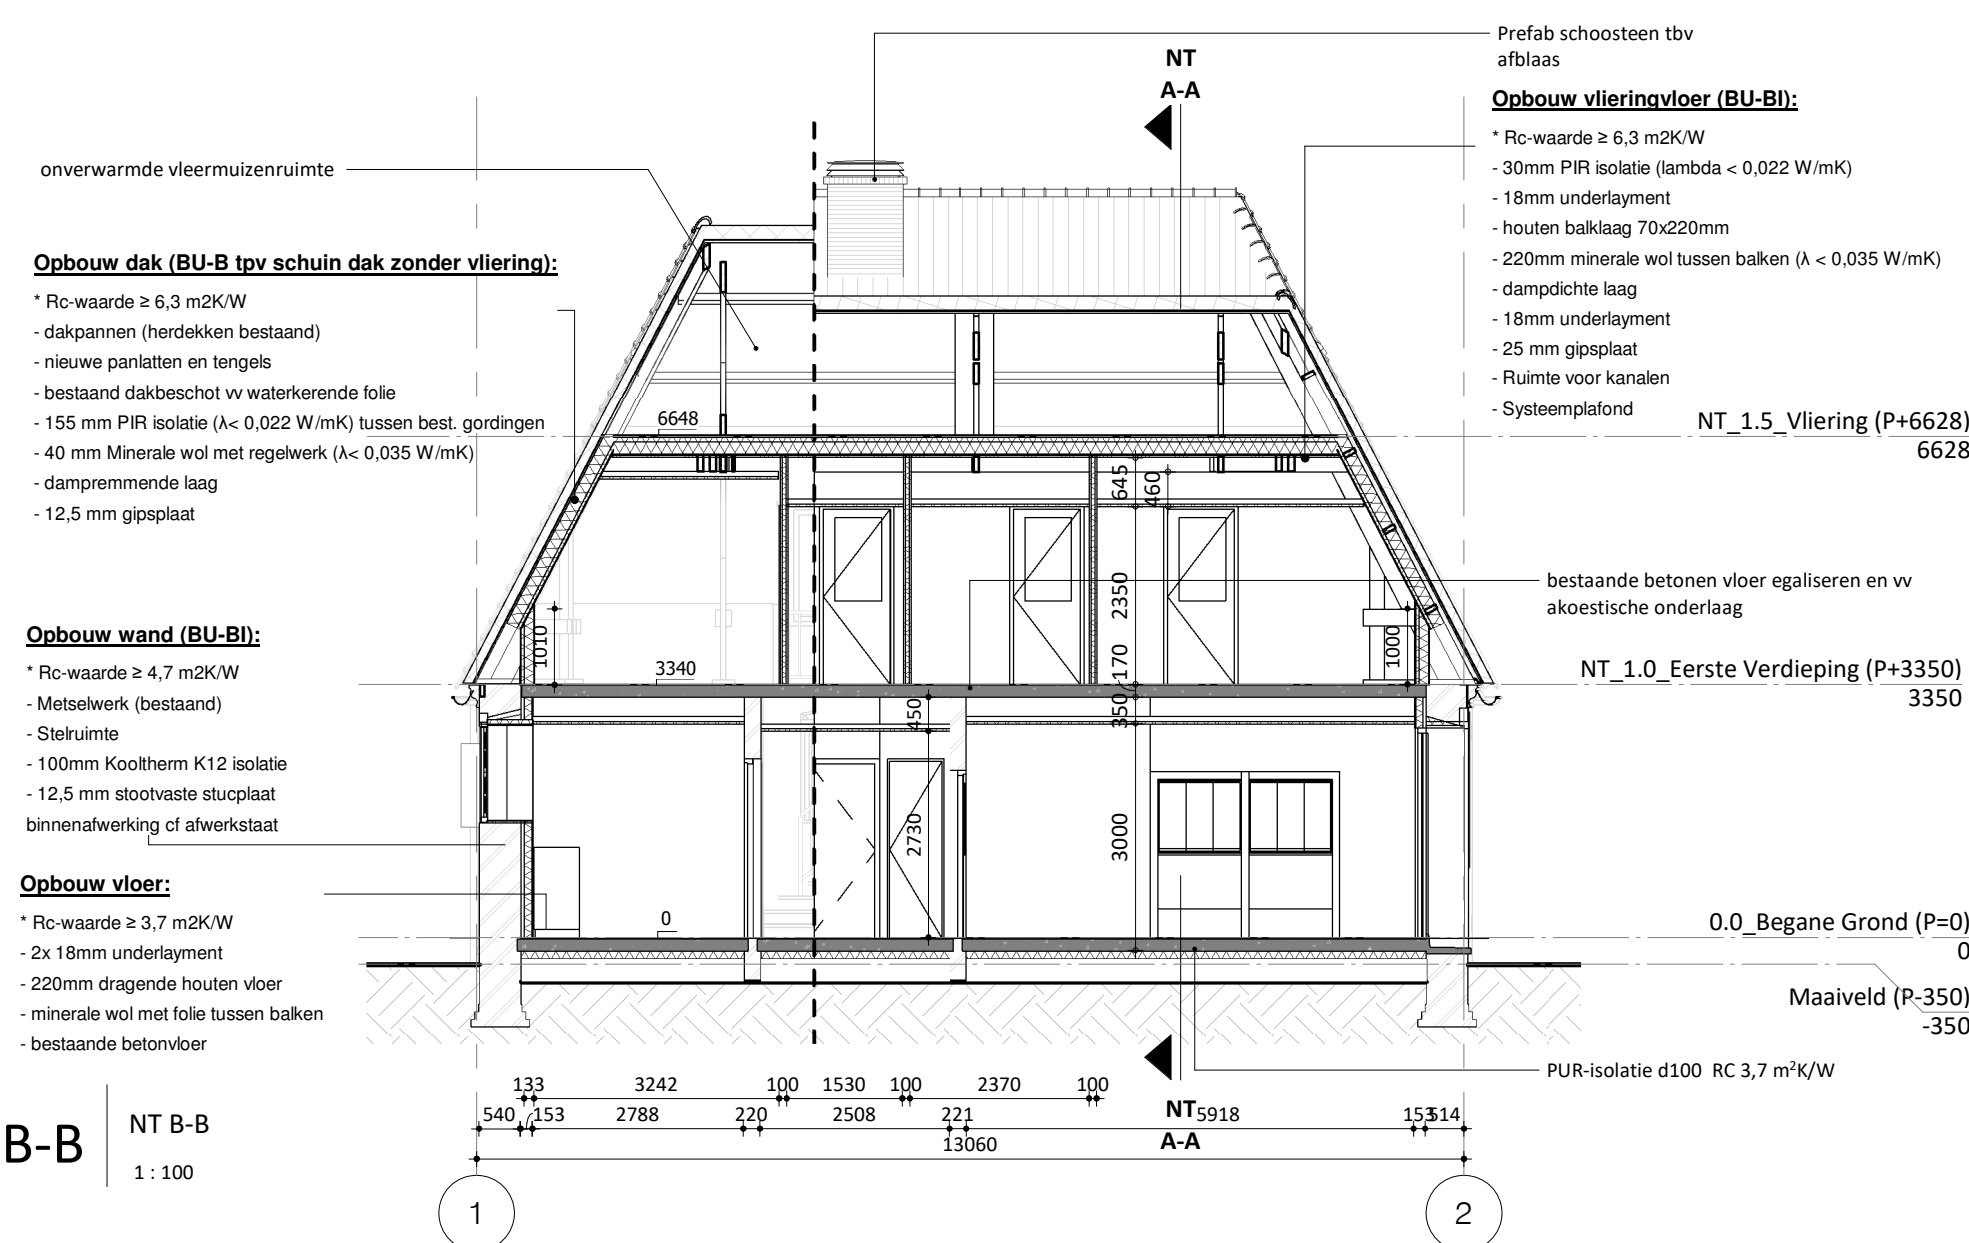 Prefab schoosteen tbv
afblaas
NT
A-A
Opbouw vlieringvloer (BU-BI):
* Rc-waarde ≥ 6,3 m2K/W
- 30mm PIR isolatie (lambda < 0,022 W/mK)
- 18mm underlayment
- houten balklaag 70x220mm
- 220mm minerale wol tussen balken (λ < 0,035 W/mK)
- dampdichte laag
- 18mm underlayment
- 25 mm gipsplaat
- Ruimte voor kanalen
- Systeemplafond
onverwarmde vleermuizenruimte
Opbouw dak (BU-B tpv schuin dak zonder vliering):
* Rc-waarde ≥ 6,3 m2K/W
- dakpannen (herdekken bestaand)
- nieuwe panlatten en tengels
- bestaand dakbeschot vv waterkerende folie
- 155 mm PIR isolatie (λ< 0,022 W/mK) tussen best. gordingen
- 40 mm Minerale wol met regelwerk (λ< 0,035 W/mK)
- dampremmende laag
- 12,5 mm gipsplaat
6648
NT_1.5_Vliering (P+6628)
6628
645
460
2350
170
1010
1000
3340
bestaande betonen vloer egaliseren en vv
akoestische onderlaag
NT_1.0_Eerste Verdieping (P+3350)
3350
Opbouw wand (BU-BI):
* Rc-waarde ≥ 4,7 m2K/W
- Metselwerk (bestaand)
- Stelruimte
- 100mm Kooltherm K12 isolatie
- 12,5 mm stootvaste stucplaat
binnenafwerking cf afwerkstaat
450
350
2730
3000
0
Opbouw vloer:
* Rc-waarde ≥ 3,7 m2K/W
- 2x 18mm underlayment
- 220mm dragende houten vloer
- minerale wol met folie tussen balken
- bestaande betonvloer
0.0_Begane Grond (P=0)
0
Maaiveld (P-350)
-350
PUR-isolatie d100 RC 3,7 m²K/W
133 3242 100 1530 100 2370 100
540 153 2788 220 2508 221 5918 153 514
13060
NT
A-A
B-B
NT B-B
1 : 100
1
2